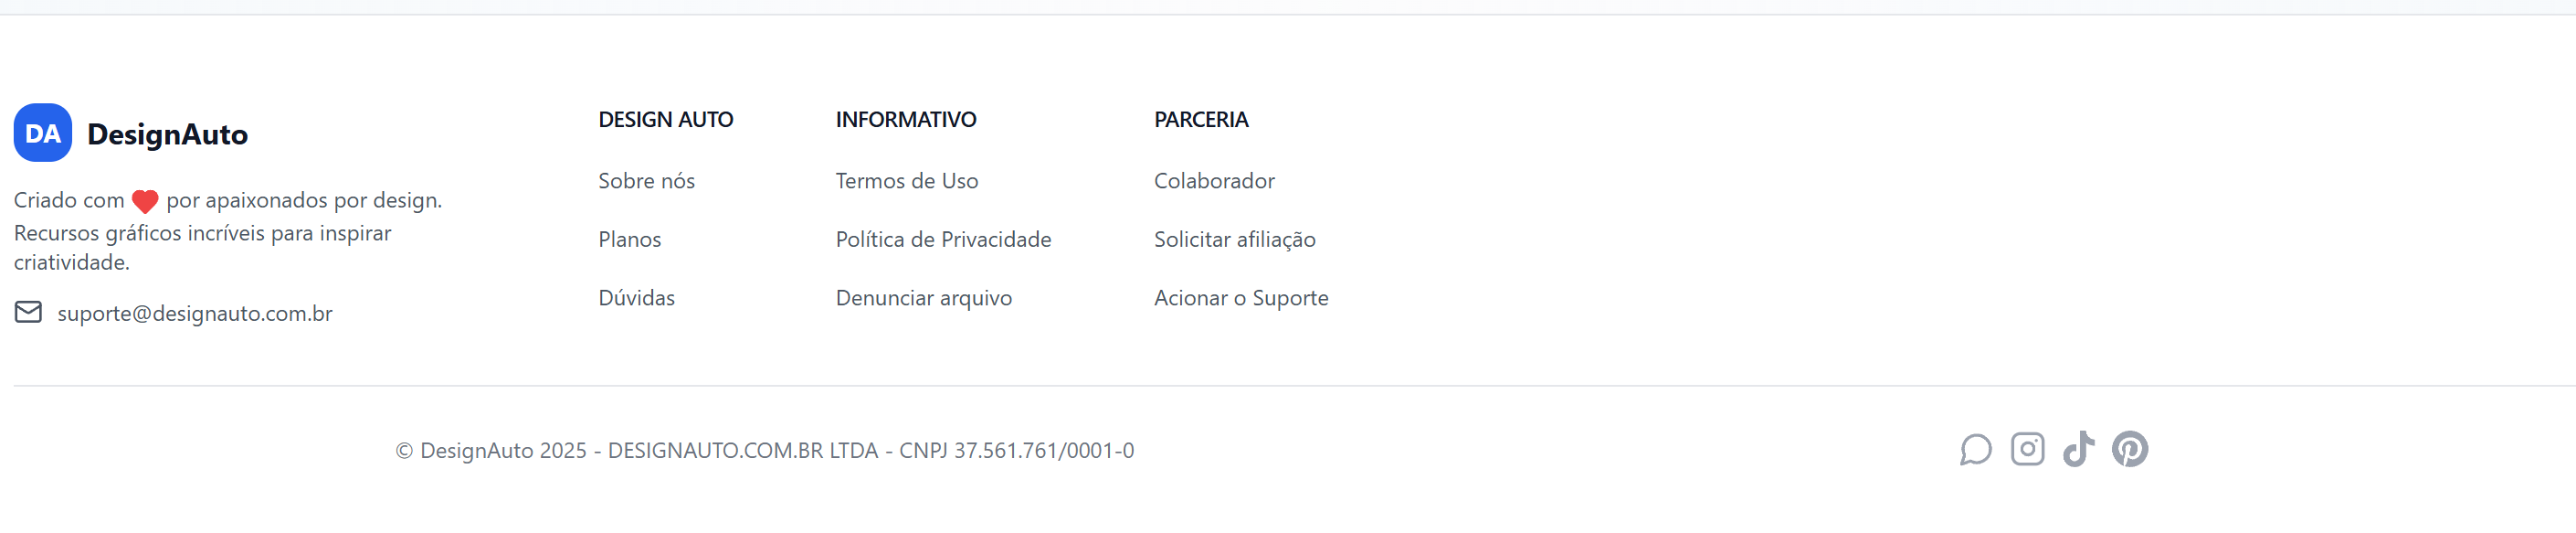 DA DesignAuto
Criado com por apaixonados por design.
Recursos gráficos incríveis para inspirar
criatividade.
suporte@designauto.com.br
DESIGN AUTO
Sobre nós
Planos
Dúvidas
INFORMATIVO
Termos de Uso
Política de Privacidade
Denunciar arquivo
PARCERIA
Colaborador
Solicitar afiliação
Acionar o Suporte
© DesignAuto 2025 - DESIGNAUTO.COM.BR LTDA - CNPJ 37.561.761/0001-0